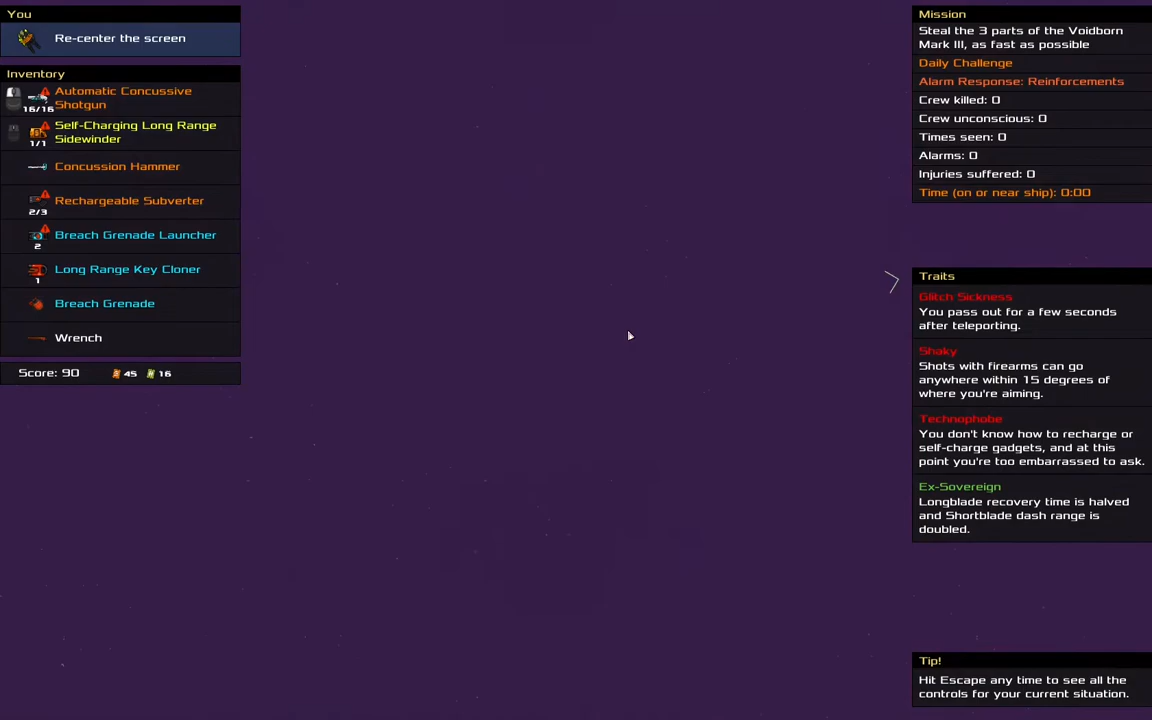 You
Re-center the screen
Inventory
Automatic Concussive
Shotgun
16/16
Self-Charging Long Range
Sidewinder
1/1
Concussion Hammer
Rechargeable Subverter
2/3
Breach Grenade Launcher
2
Long Range Key Cloner
1
Breach Grenade
Wrench
Score: 90 45 16
Mission
Steal the 3 parts of the Voidborn
Mark III, as fast as possible
Daily Challenge
Alarm Response: Reinforcements
Crew killed: 0
Crew unconscious: 0
Times seen: 0
Alarms: 0
Injuries suffered: 0
Time (on or near ship): 0:00
Traits
Glitch Sickness
You pass out for a few seconds
after teleporting.
Shaky
Shots with firearms can go
anywhere within 15 degrees of
where you're aiming.
Technophobe
You don't know how to recharge or
self-charge gadgets, and at this
point you're too embarrassed to ask.
Ex-Sovereign
Longblade recovery time is halved
and Shortblade dash range is
doubled.
Tip!
Hit Escape any time to see all the
controls for your current situation.